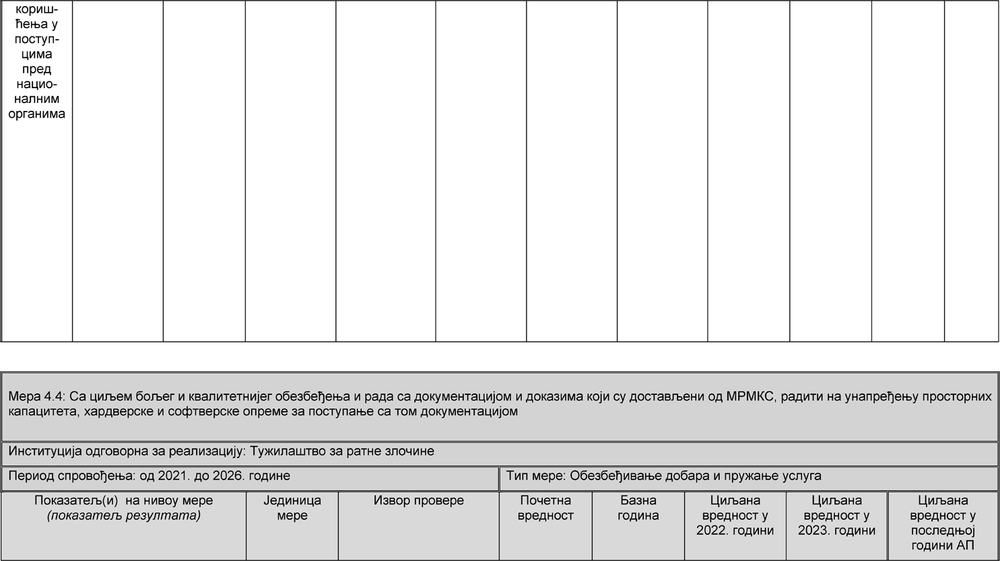 кориш-
ћења у
поступ-
цима
пред
нацио-
налним
органима
Мера 4.4: Са циљем бољег и квалитетнијег обезбеђења и рада са документацијом и доказима који су достављени од МРМКС, радити на унапређењу просторних
капацитета, хардверске и софтверске опреме за поступање са том документацијом
Институција одговорна за реализацију: Тужилаштво за ратне злочине
Период спровођења: од 2021. до 2026. године
Тип мере: Обезбеђивање добара и пружање услуга
Показатељ(и) на нивоу мере
(показатељ резултата)
Јединица
мере
Извор провере
Почетна
вредност
Базна
година
Циљана
вредност у
2022. години
Циљана
вредност у
2023. години
Циљана
вредност у
последњој
години АП